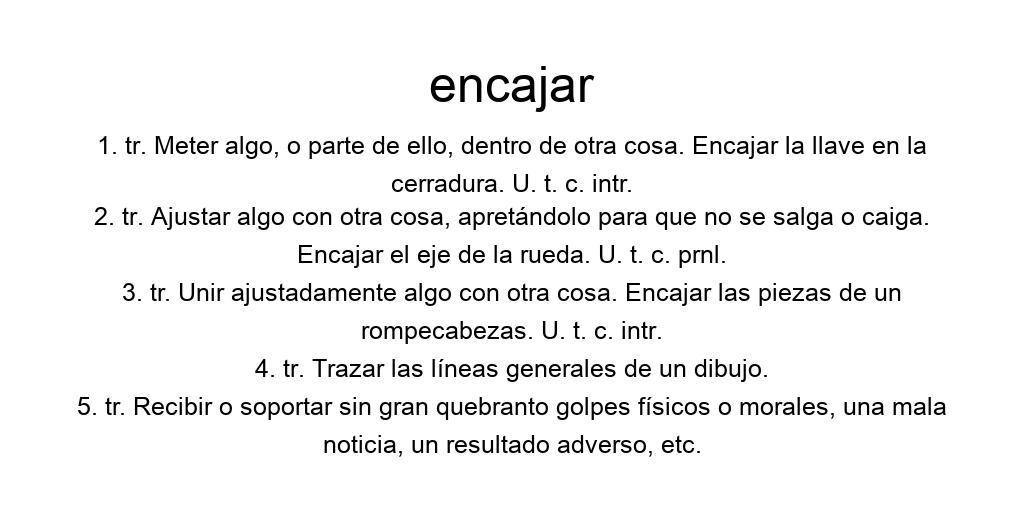 encajar
1. tr. Meter algo, o parte de ello, dentro de otra cosa. Encajar la llave en la
cerradura. U. t. c. intr.
2. tr. Ajustar algo con otra cosa, apretándolo para que no se salga o caiga.
Encajar el eje de la rueda. U. t. c. prnl.
3. tr. Unir ajustadamente algo con otra cosa. Encajar las piezas de un
rompecabezas. U. t. c. intr.
4. tr. Trazar las líneas generales de un dibujo.
5. tr. Recibir o soportar sin gran quebranto golpes físicos o morales, una mala
noticia, un resultado adverso, etc.